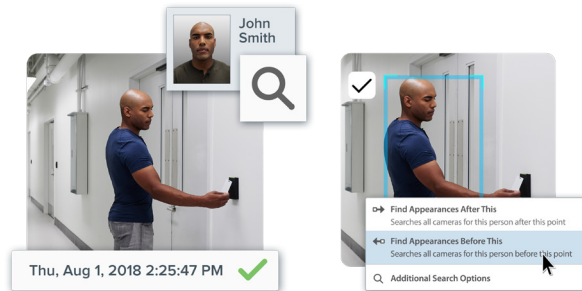 John
Smith
Thu, Aug 1, 2018 2:25:47 PM
Find Appearances After This
Searches all cameras for this person after this point
Find Appearances Before This
Searches all cameras for this person before this point
Additional Search Options